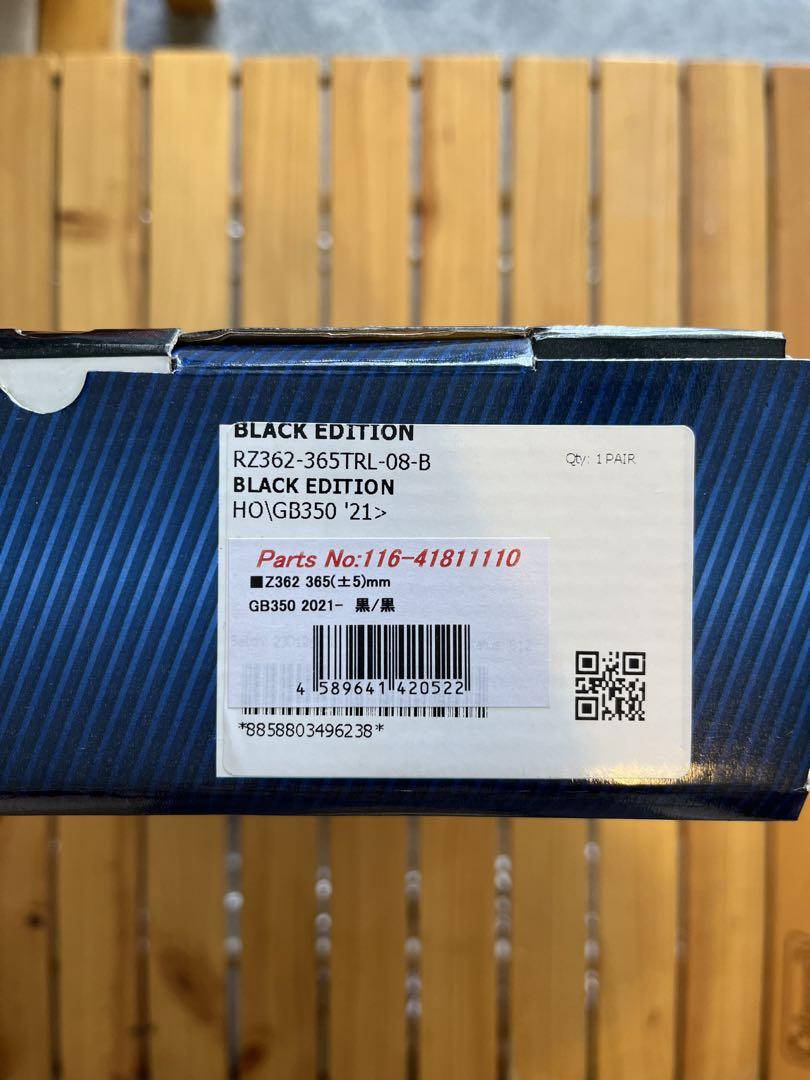 BLACK EDITION
RZ362-365TRL-08-B
Qty: 1 PAIR
BLACK EDITION
HO\GB350 '21>
Parts No:116-41811110
■Z362 365(±5)mm
GB350 2021- 黒/黒
4 589641 420522
*8858803496238*